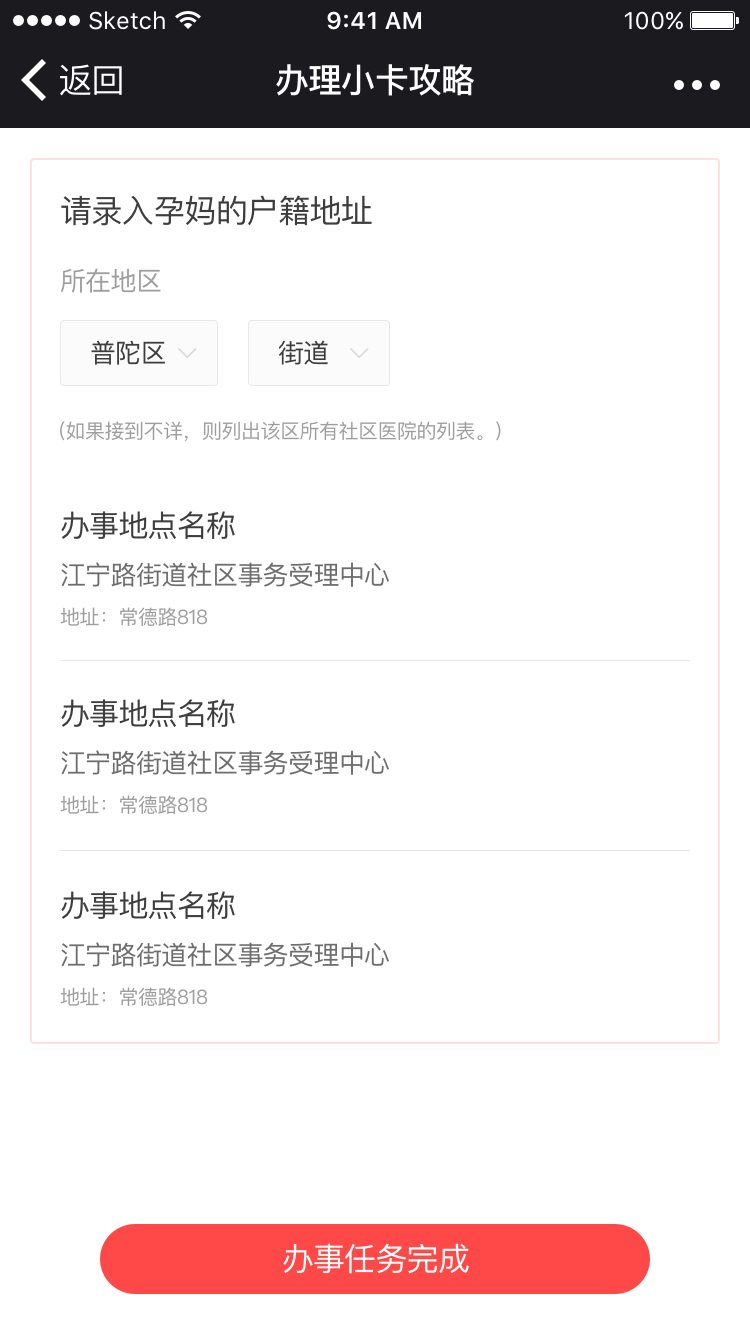 Sketch 9:41 AM 100%
返回 办理小卡攻略
请录入孕妈的户籍地址
所在地区
普陀区 街道
(如果接到不详，则列出该区所有社区医院的列表。)
办事地点名称
江宁路街道社区事务受理中心
地址：常德路818
办事地点名称
江宁路街道社区事务受理中心
地址：常德路818
办事地点名称
江宁路街道社区事务受理中心
地址：常德路818
办事任务完成